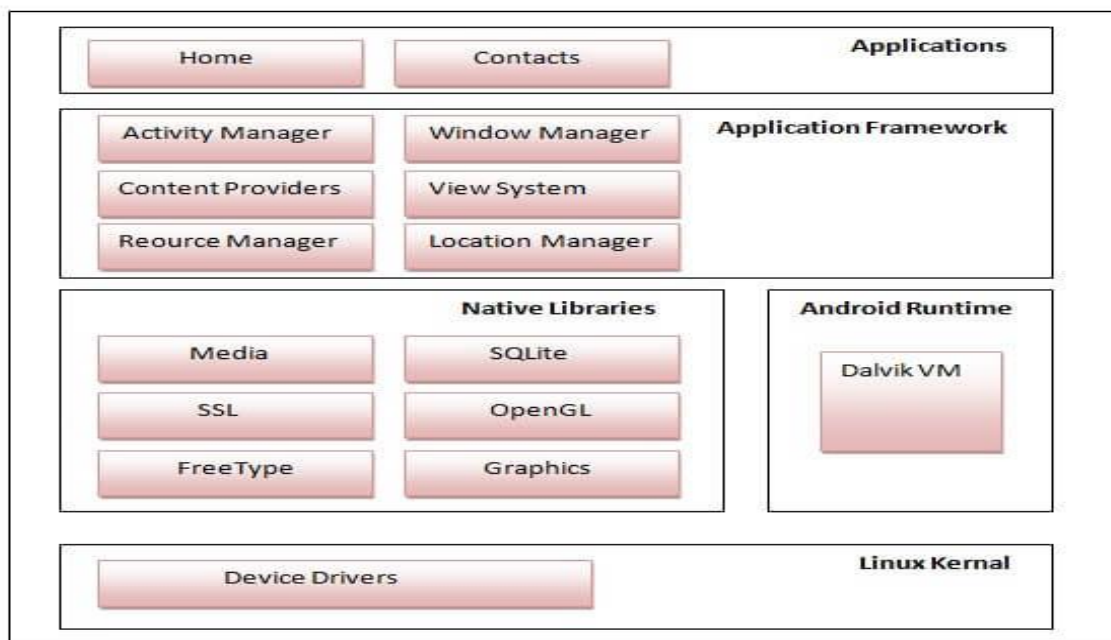 Applications
Home
Contacts
Application Framework
Activity Manager
Window Manager
Content Providers
View System
Reource Manager
Location Manager
Native Libraries
Media
SQLite
SSL
OpenGL
FreeType
Graphics
Android Runtime
Dalvik VM
Linux Kernal
Device Drivers